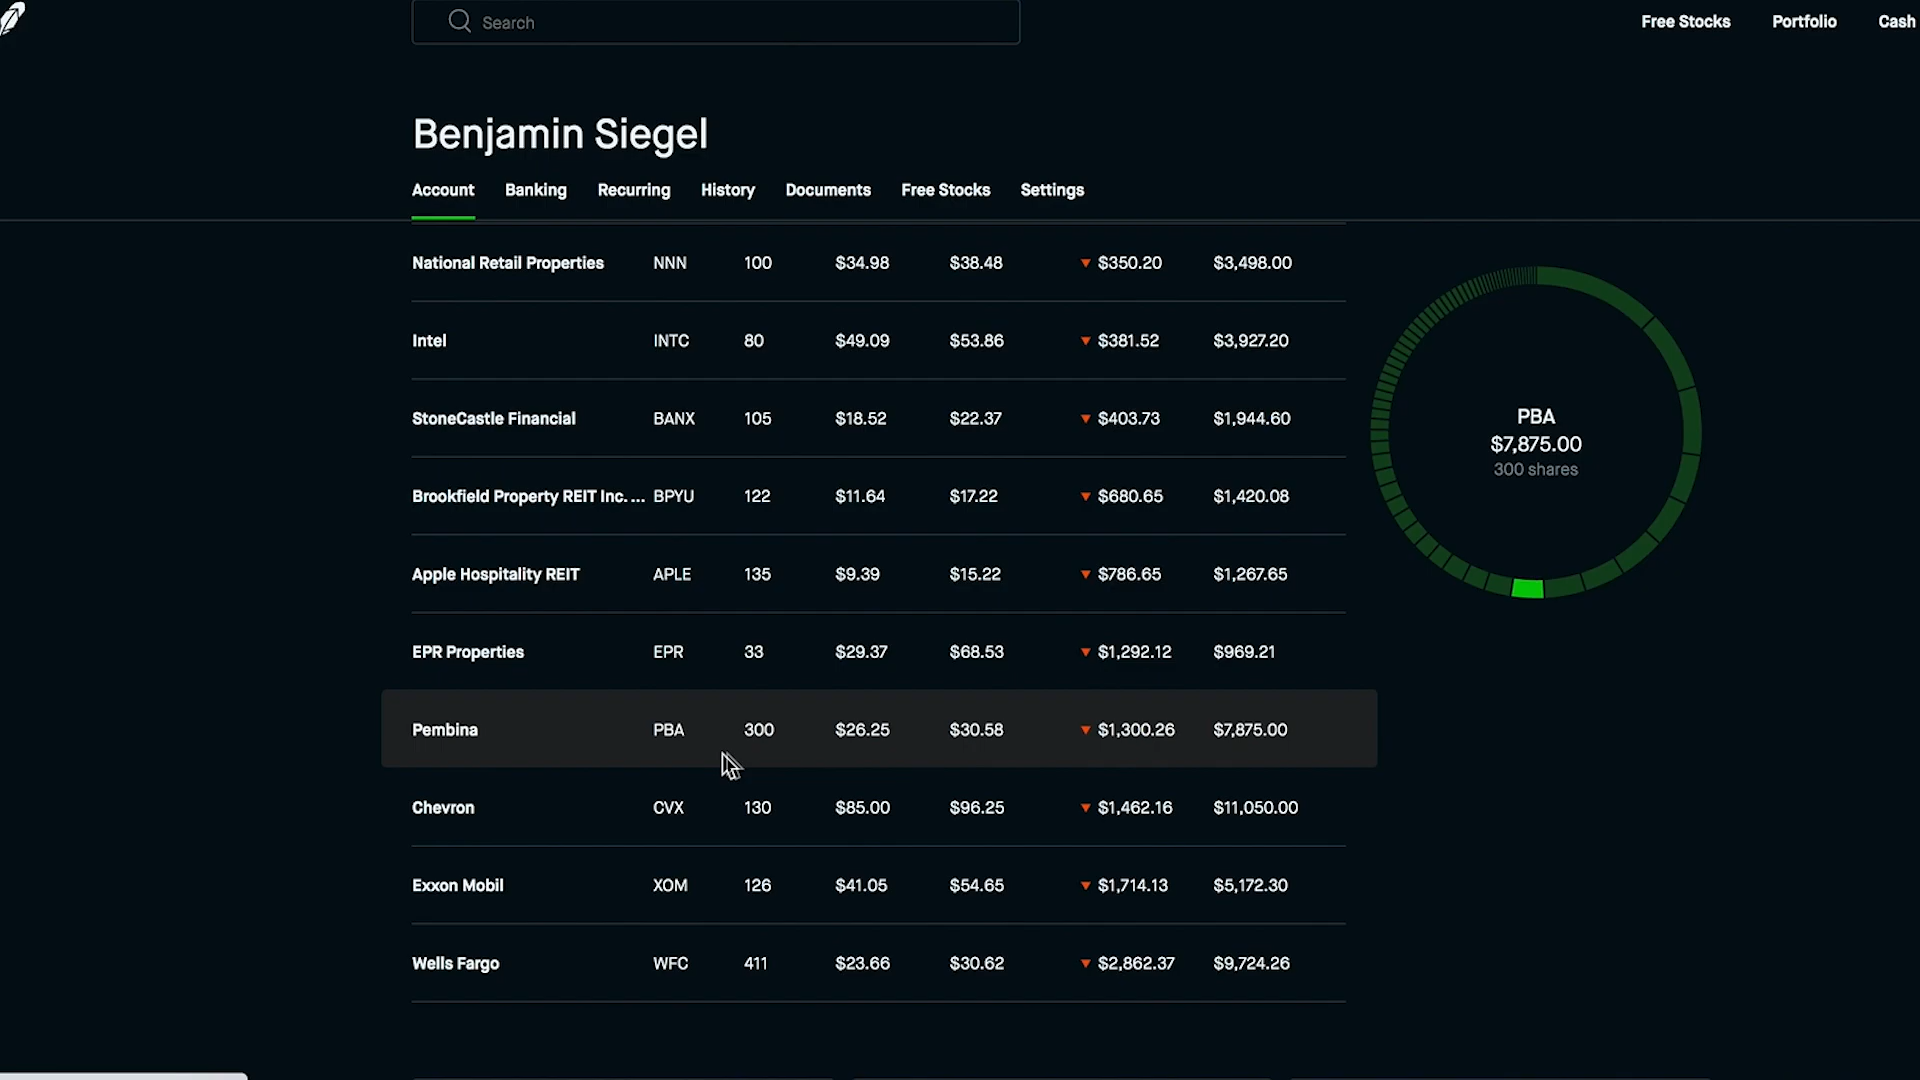 Search
Free Stocks Portfolio Cash
Benjamin Siegel
Account Banking Recurring History Documents Free Stocks Settings
National Retail Properties NNN 100 $34.98 $38.48 $350.20 $3,498.00
Intel INTC 80 $49.09 $53.86 $381.52 $3,927.20
StoneCastle Financial BANX 105 $18.52 $22.37 $403.73 $1,944.60
Brookfield Property REIT Inc. ... BPYU 122 $11.64 $17.22 $680.65 $1,420.08
Apple Hospitality REIT APLE 135 $9.39 $15.22 $786.65 $1,267.65
EPR Properties EPR 33 $29.37 $68.53 $1,292.12 $969.21
Pembina PBA 300 $26.25 $30.58 $1,300.26 $7,875.00
Chevron CVX 130 $85.00 $96.25 $1,462.16 $11,050.00
Exxon Mobil XOM 126 $41.05 $54.65 $1,714.13 $5,172.30
Wells Fargo WFC 411 $23.66 $30.62 $2,862.37 $9,724.26
PBA
$7,875.00
300 shares